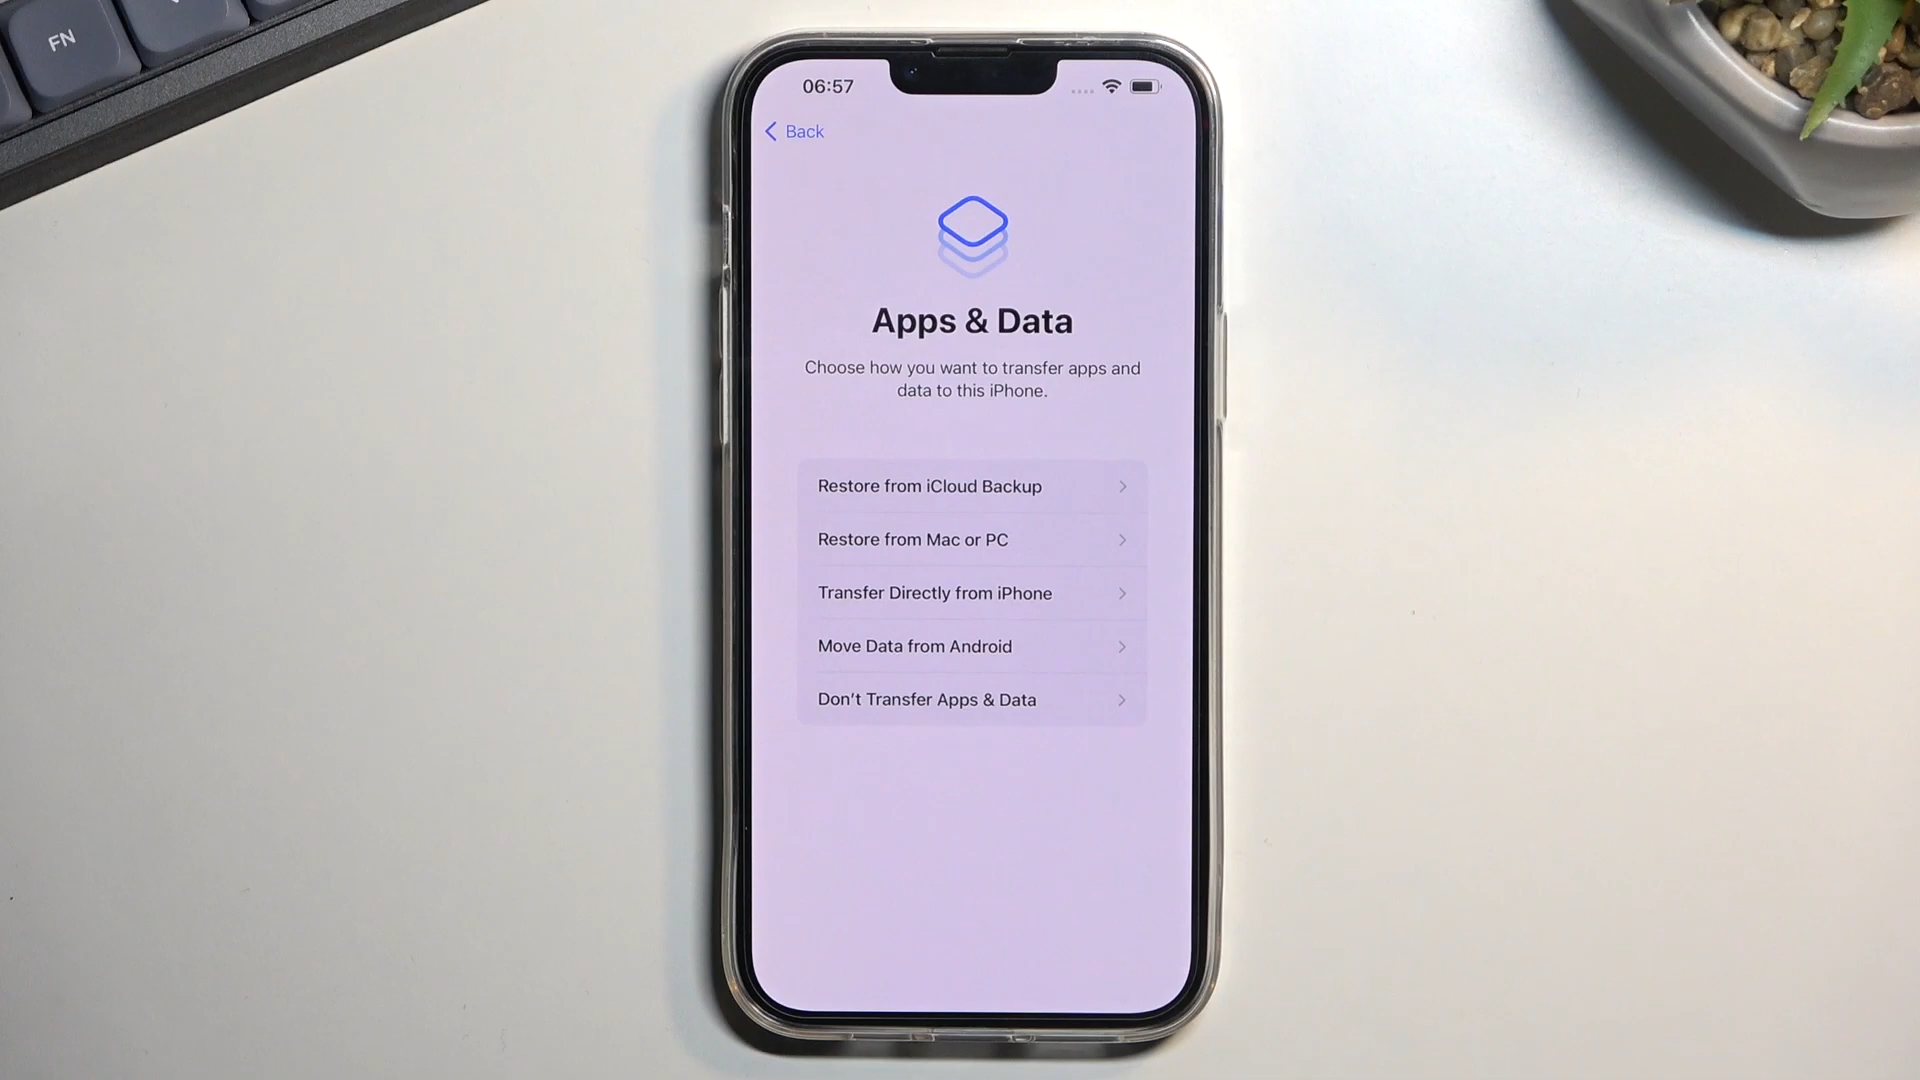 FN
06:57
Back
Apps & Data
Choose how you want to transfer apps and
data to this iPhone.
Restore from iCloud Backup
Restore from Mac or PC
Transfer Directly from iPhone
Move Data from Android
Don’t Transfer Apps & Data